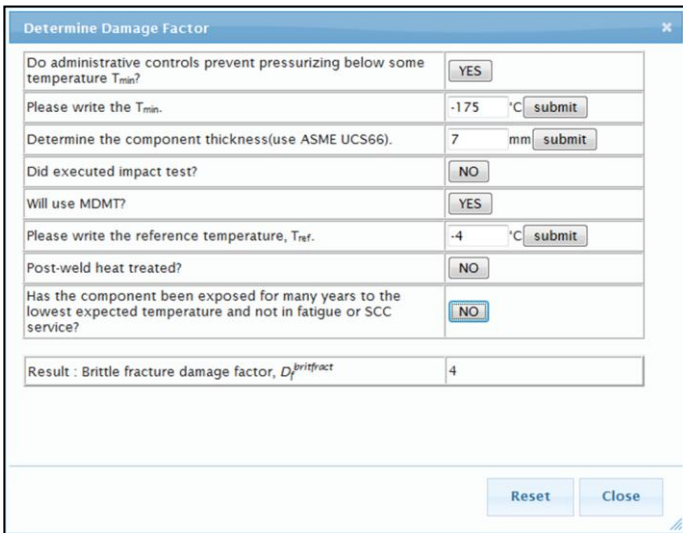 Determine Damage Factor
Do administrative controls prevent pressurizing below some
temperature Tmin? YES
Please write the Tmin. -175 °C submit
Determine the component thickness(use ASME UCS66). 7 mm submit
Did executed impact test? NO
Will use MDMT? YES
Please write the reference temperature, Tref. -4 °C submit
Post-weld heat treated? NO
Has the component been exposed for many years to the
lowest expected temperature and not in fatigue or SCC NO
service?
Result : Brittle fracture damage factor, Df britfract 4
Reset Close